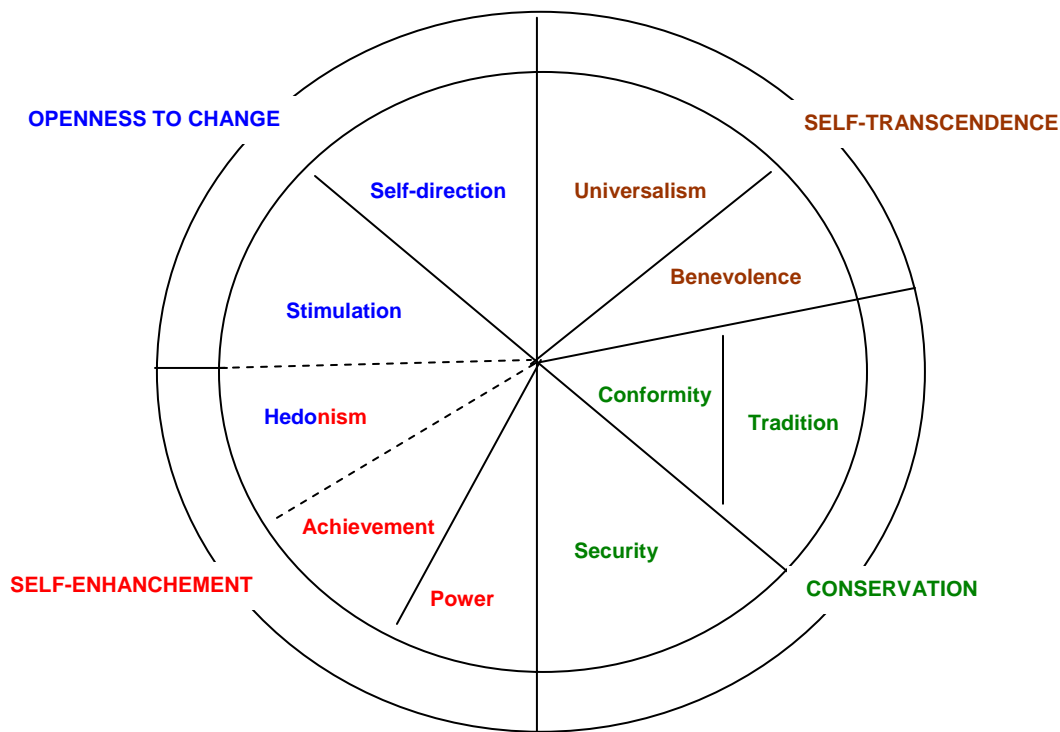 OPENNESS TO CHANGE
SELF-TRANSCENDENCE
Self-direction
Universalism
Benevolence
Stimulation
Conformity
Tradition
Hedonism
Achievement
Security
Power
SELF-ENHANCHEMENT
CONSERVATION